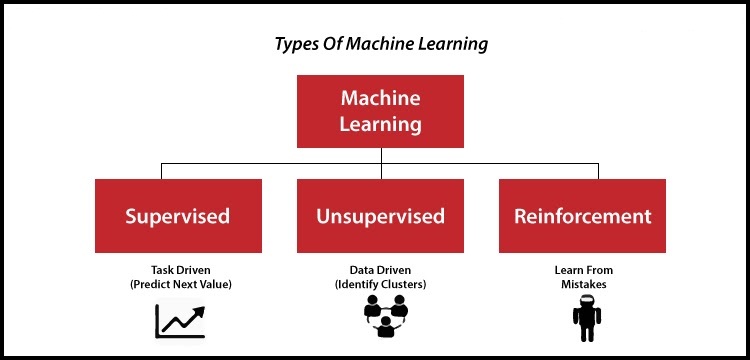 Types Of Machine Learning
Machine
Learning
Supervised
Unsupervised
Reinforcement
Task Driven
(Predict Next Value)
Data Driven
(Identify Clusters)
Learn From
Mistakes